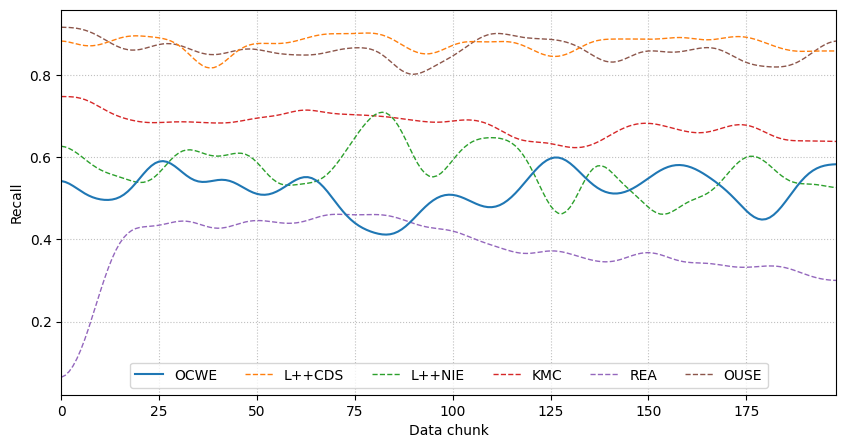 Recall
0.8
0.6
0.4
0.2
OCWE L++CDS L++NIE KMC REA OUSE
0 25 50 75 100 125 150 175
Data chunk